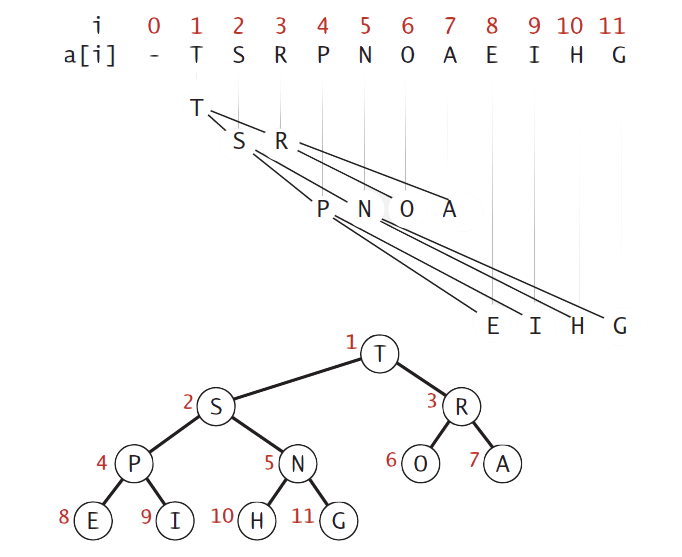 i 0 1 2 3 4 5 6 7 8 9 10 11
a[i] - T S R P N O A E I H G
T
S R
P N O A
E I H G
1 T
2 S 3 R
4 P 5 N 6 O 7 A
8 E 9 I 10 H 11 G